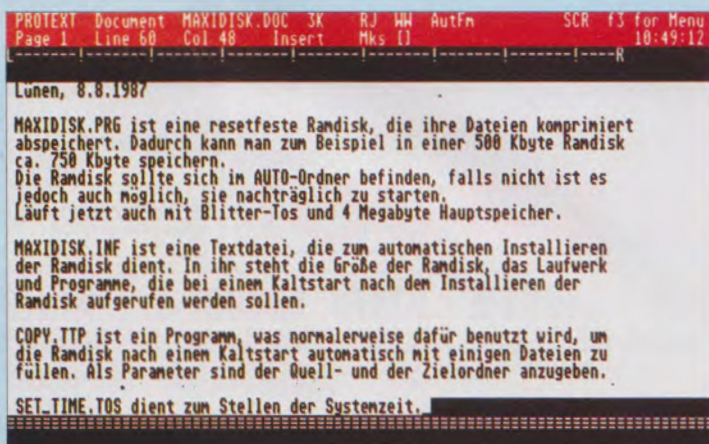 PROTEXT Document MAXIDISK.DOC 3K RJ WW AutFm SCR f3 for Menu
Page 1 Line 60 Col 48 Insert Mks [] 10:49:12
L-------!-------!-------!-------!-------!-------!-------!-------!----R
Lünen, 8.8.1987
MAXIDISK.PRG ist eine resetfeste Ramdisk, die ihre Dateien komprimiert
abspeichert. Dadurch kann man zum Beispiel in einer 500 Kbyte Ramdisk
ca. 750 Kbyte speichern.
Die Ramdisk sollte sich im AUTO-Ordner befinden, falls nicht ist es
jedoch auch möglich, sie nachträglich zu starten.
Läuft jetzt auch mit Blitter-Tos und 4 Megabyte Hauptspeicher.
MAXIDISK.INF ist eine Textdatei, die zum automatischen Installieren
der Ramdisk dient. In ihr steht die Größe der Ramdisk, das Laufwerk
und Programme, die bei einem Kaltstart nach dem Installieren der
Ramdisk aufgerufen werden sollen.
COPY.TTP ist ein Programm, was normalerweise dafür benutzt wird, um
die Ramdisk nach einem Kaltstart automatisch mit einigen Dateien zu
füllen. Als Parameter sind der Quell- und der Zielordner anzugeben.
SET_TIME.TOS dient zum Stellen der Systemzeit.